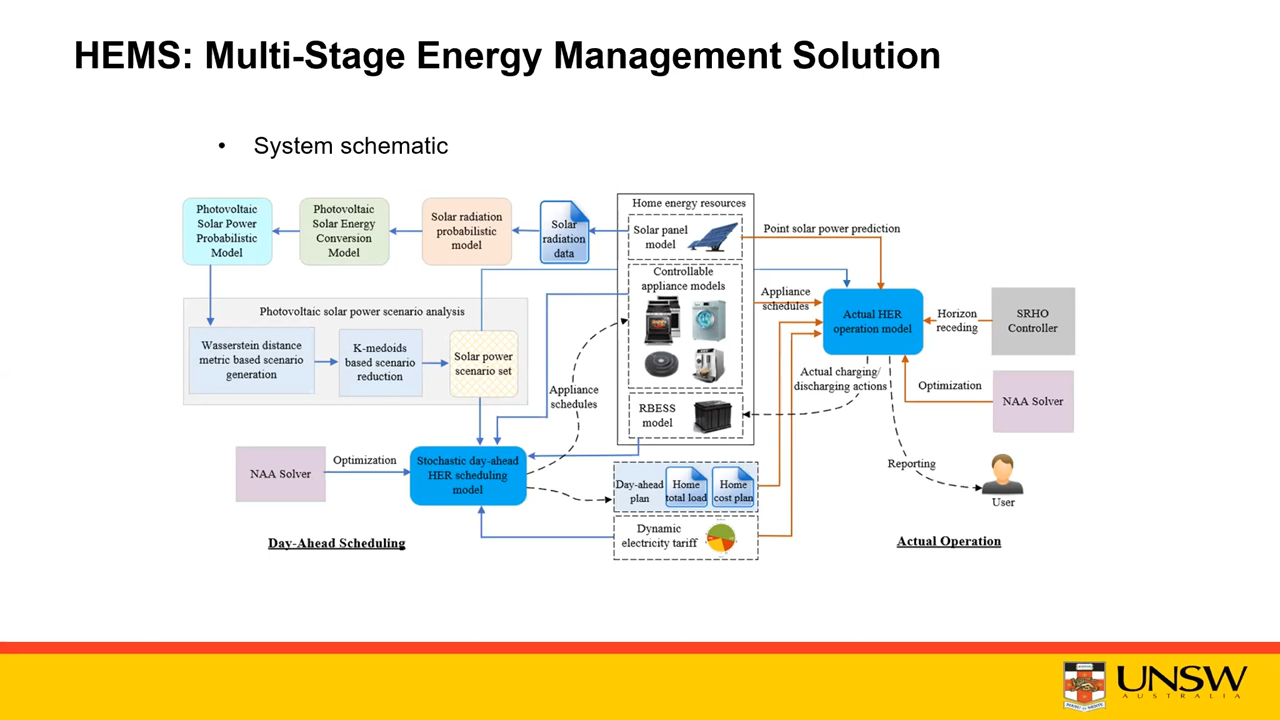 HEMS: Multi-Stage Energy Management Solution
• System schematic
Photovoltaic
Solar Power
Probabilistic
Model
Photovoltaic
Solar Energy
Conversion
Model
Solar radiation
probabilistic
model
Solar
radiation
data
Home energy resources
Solar panel
model
Point solar power prediction
Controllable
appliance models
Appliance
schedules
Actual HER
operation model
Horizon
receding
SRHO
Controller
Photovoltaic solar power scenario analysis
Wasserstein distance
metric based scenario
generation
K-medoids
based scenario
reduction
Solar power
scenario set
Appliance
schedules
Actual charging/
discharging actions
Optimization
NAA Solver
RBESS
model
NAA Solver
Optimization
Stochastic day-ahead
HER scheduling
model
Day-ahead
plan
Home
total load
Home
cost plan
Reporting
User
Dynamic
electricity tariff
Day-Ahead Scheduling
Actual Operation
UNSW
AUSTRALIA